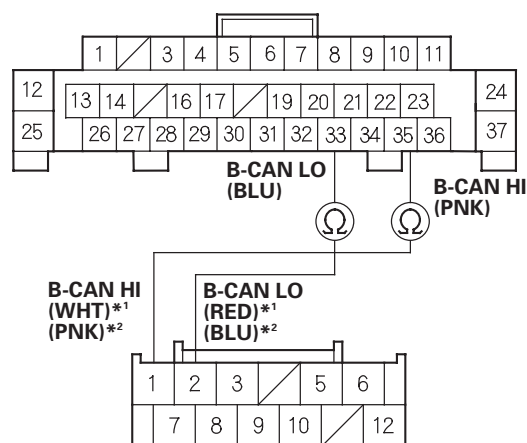 1 3 4 5 6 7 8 9 10 11
12 13 14 16 17 19 20 21 22 23 24
25 26 27 28 29 30 31 32 33 34 35 36 37
B-CAN LO
(BLU)
B-CAN HI
(PNK)
Ω Ω
B-CAN HI
(WHT)*¹
(PNK)*²
B-CAN LO
(RED)*¹
(BLU)*²
1 2 3 5 6
7 8 9 10 12